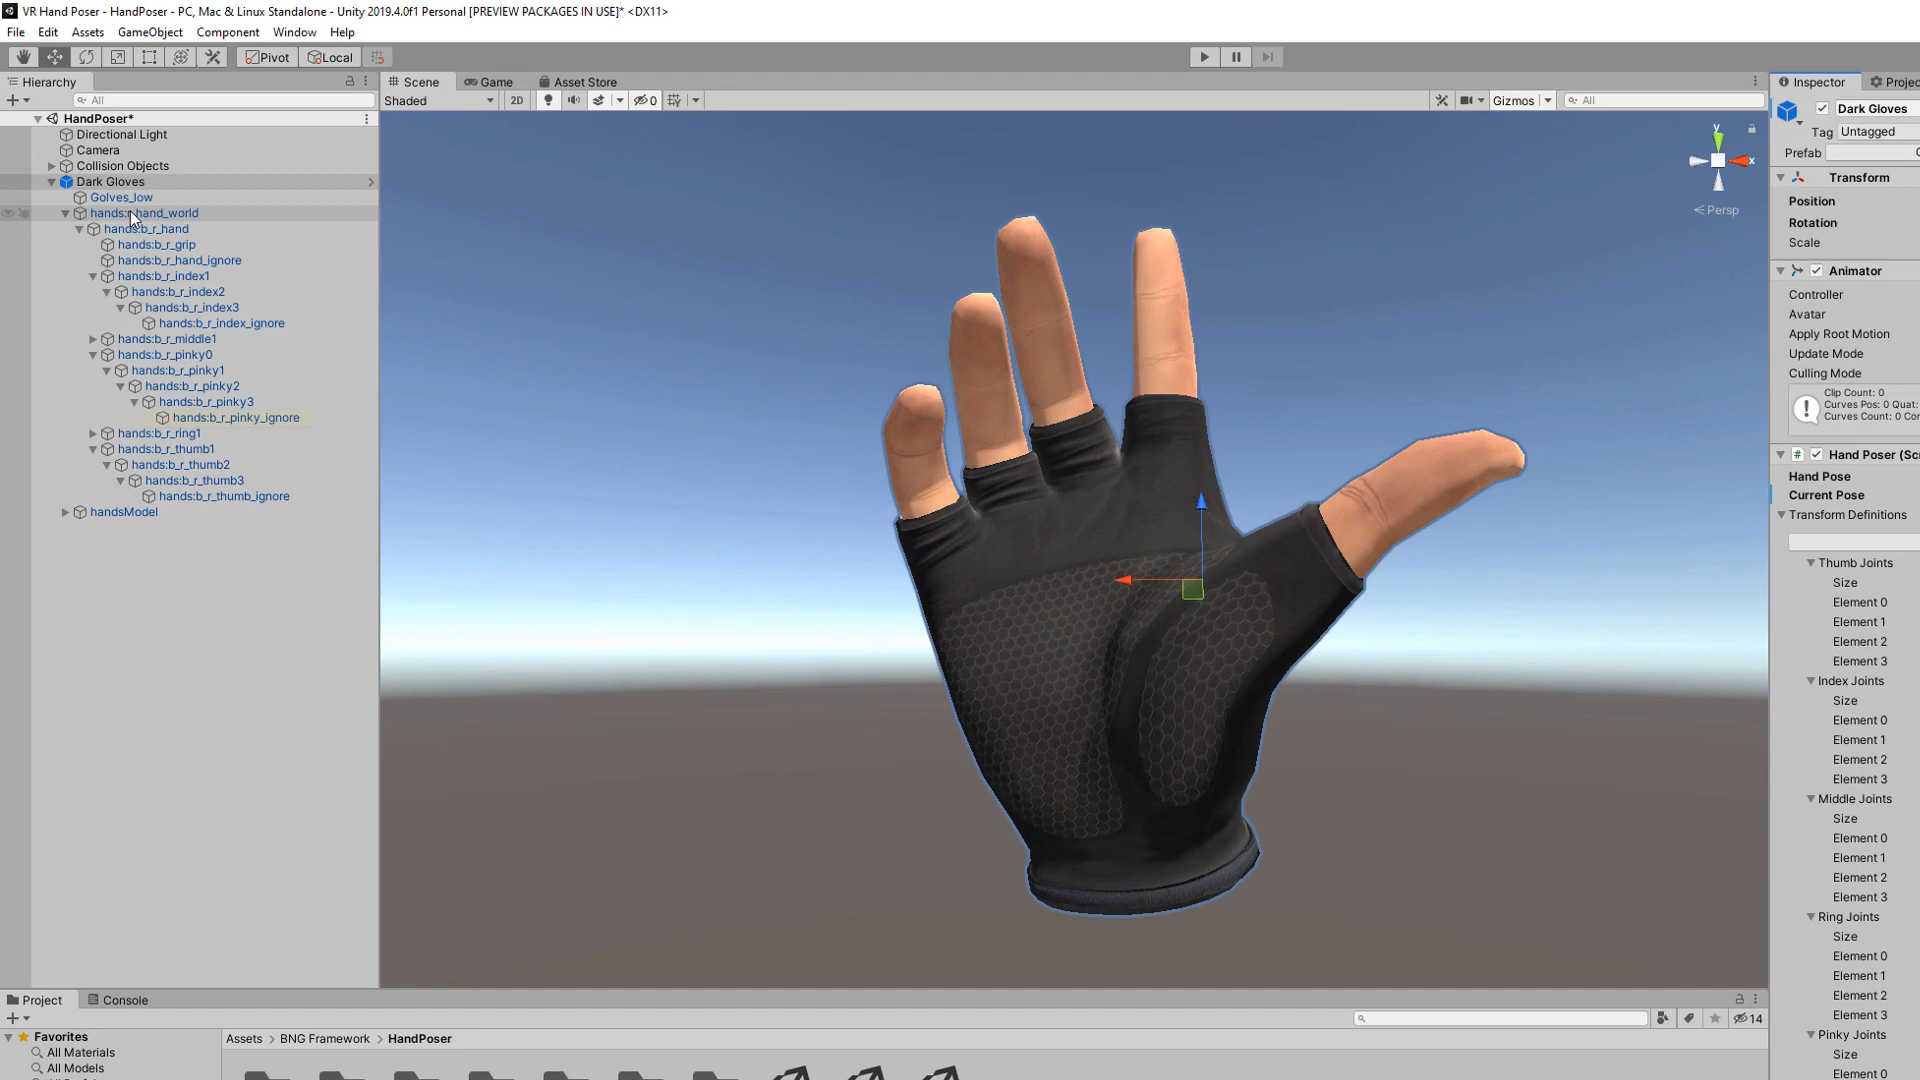 VR Hand Poser - HandPoser - PC, Mac & Linux Standalone - Unity 2019.4.0f1 Personal [PREVIEW PACKAGES IN USE]* <DX11>
File Edit Assets GameObject Component Window Help
Pivot Local
Hierarchy
All
HandPoser*
Directional Light
Camera
Collision Objects
Dark Gloves
Golves_low
hands:r_hand_world
hands:b_r_hand
hands:b_r_grip
hands:b_r_hand_ignore
hands:b_r_index1
hands:b_r_index2
hands:b_r_index3
hands:b_r_index_ignore
hands:b_r_middle1
hands:b_r_pinky0
hands:b_r_pinky1
hands:b_r_pinky2
hands:b_r_pinky3
hands:b_r_pinky_ignore
hands:b_r_ring1
hands:b_r_thumb1
hands:b_r_thumb2
hands:b_r_thumb3
hands:b_r_thumb_ignore
handsModel
Scene Game Asset Store
Shaded 2D 0 Gizmos All
y
x
Persp
Inspector Projec
Dark Gloves
Tag Untagged
Prefab
Transform
Position
Rotation
Scale
Animator
Controller
Avatar
Apply Root Motion
Update Mode
Culling Mode
Clip Count: 0
Curves Pos: 0 Quat:
Curves Count: 0 Con
Hand Poser (Sc
Hand Pose
Current Pose
Transform Definitions
Thumb Joints
Size
Element 0
Element 1
Element 2
Element 3
Index Joints
Size
Element 0
Element 1
Element 2
Element 3
Middle Joints
Size
Element 0
Element 1
Element 2
Element 3
Ring Joints
Size
Element 0
Element 1
Element 2
Element 3
Pinky Joints
Size
Element 0
Project Console
14
Favorites
All Materials
All Models
Assets > BNG Framework > HandPoser